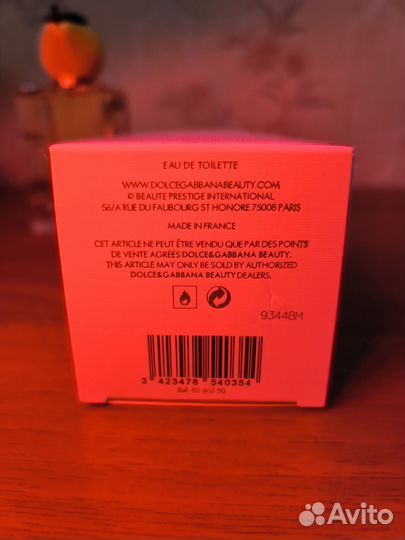 EAU DE TOILETTE
WWW.DOLCEGABBANABEAUTY.COM
© BEAUTE PRESTIGE INTERNATIONAL
56/A RUE DU FAUBOURG ST HONORE 75008 PARIS
MADE IN FRANCE
CET ARTICLE NE PEUT ÊTRE VENDU QUE PAR DES POINTS
DE VENTE AGRÉÉS DOLCE&GABBANA BEAUTY.
THIS ARTICLE MAY ONLY BE SOLD BY AUTHORIZED
DOLCE&GABBANA BEAUTY DEALERS.
9344BM
3 423478 540354
Ref.
Avito